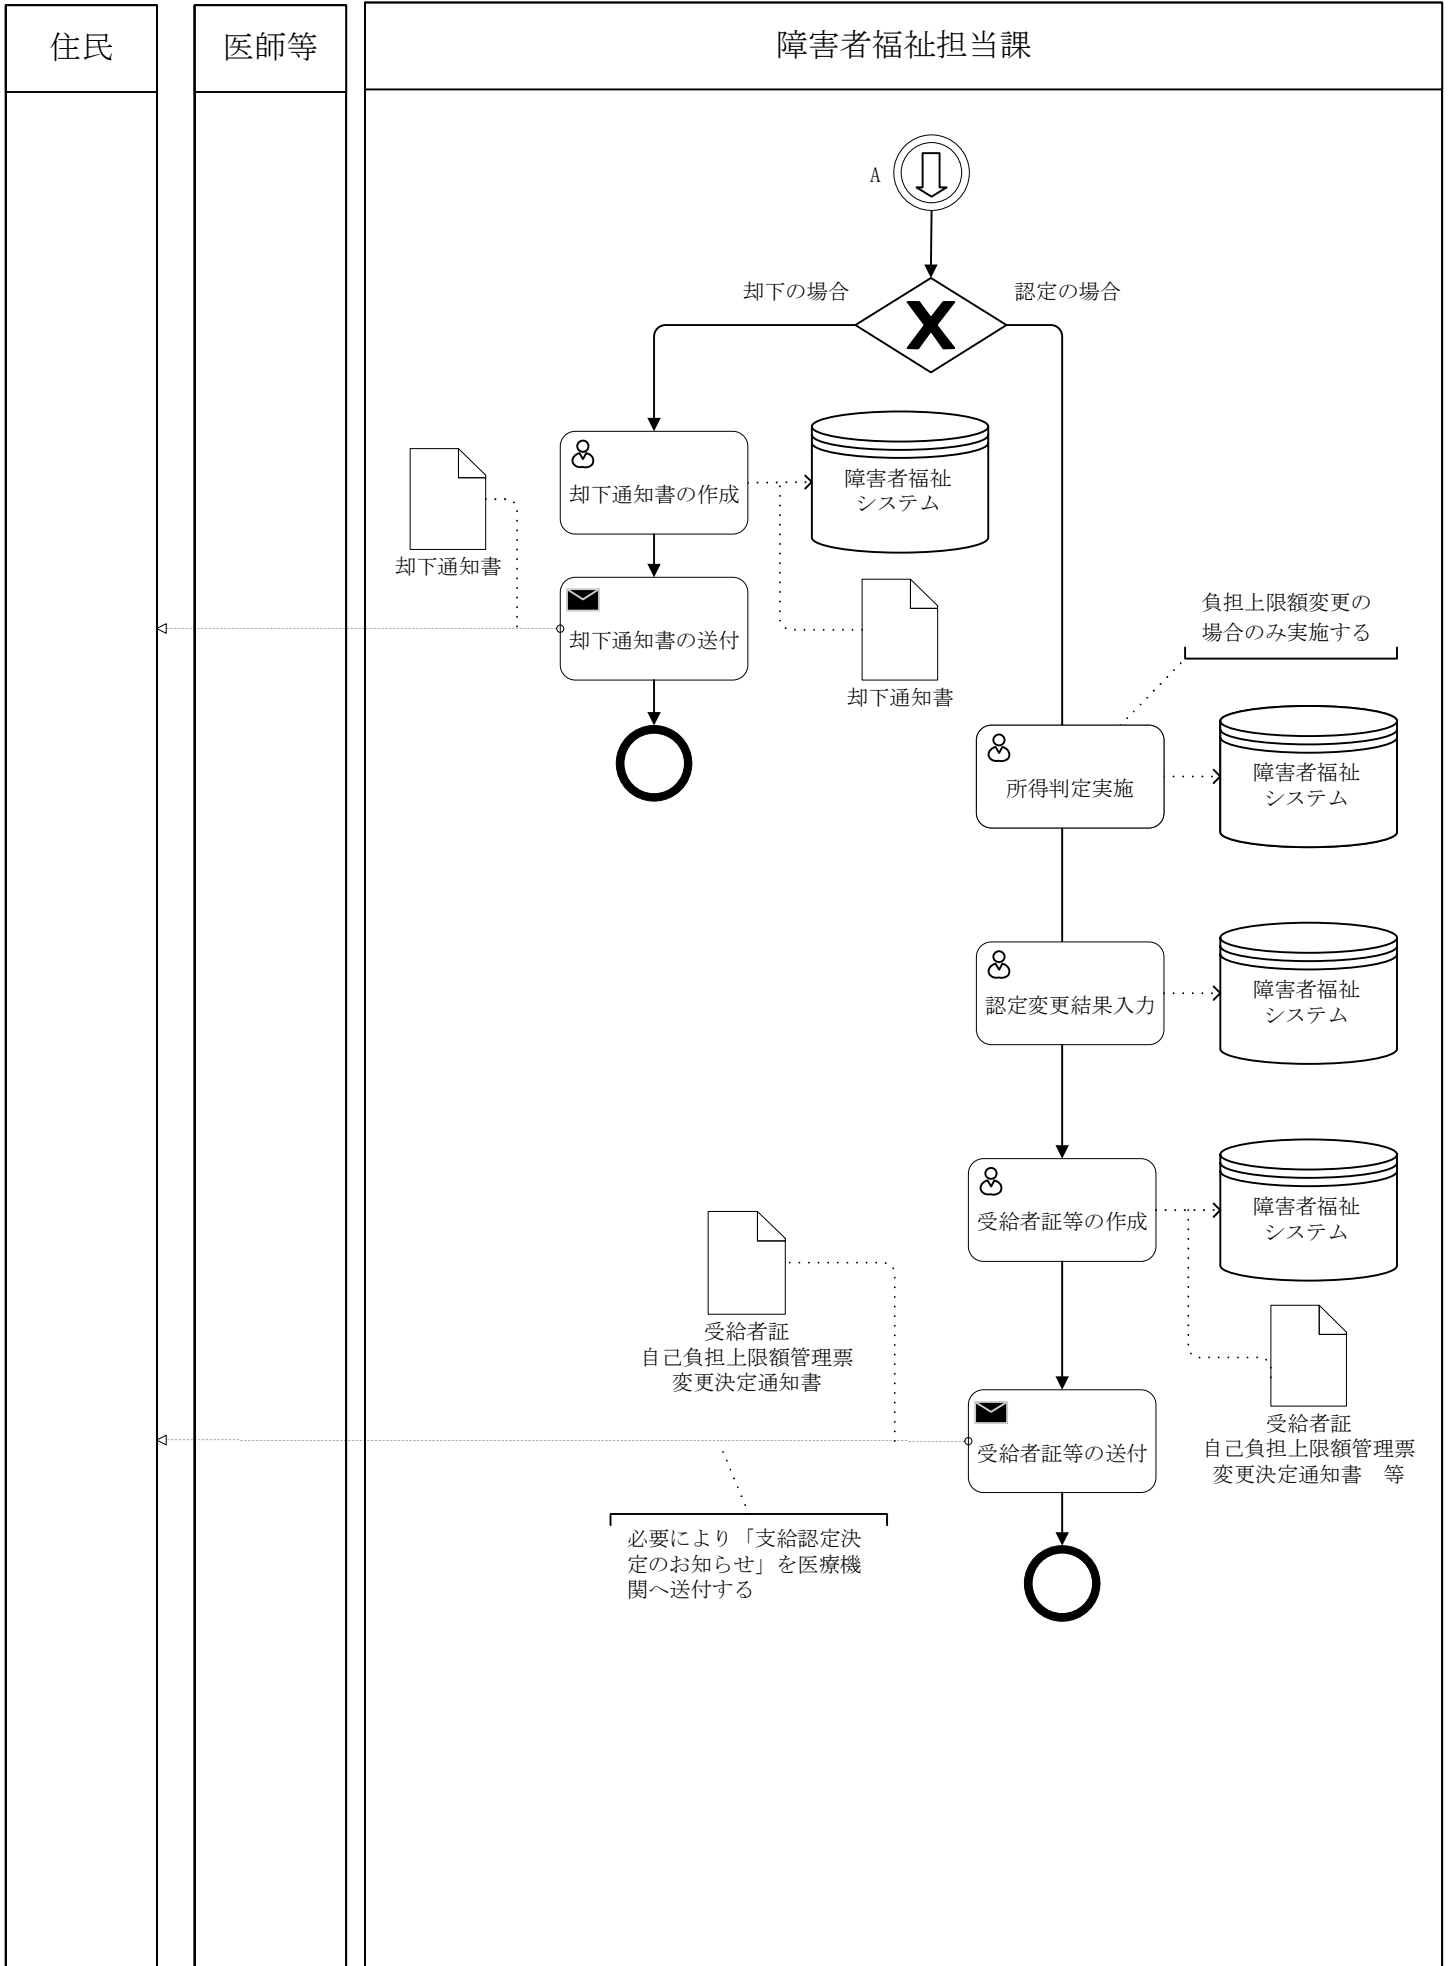 住民
医師等
障害者福祉担当課
A
却下の場合
認定の場合
却下通知書の作成
障害者福祉
システム
却下通知書
却下通知書の送付
却下通知書
負担上限額変更の
場合のみ実施する
所得判定実施
障害者福祉
システム
認定変更結果入力
障害者福祉
システム
受給者証等の作成
障害者福祉
システム
受給者証
自己負担上限額管理票
変更決定通知書
受給者証
自己負担上限額管理票
変更決定通知書　等
受給者証等の送付
必要により「支給認定決
定のお知らせ」を医療機
関へ送付する